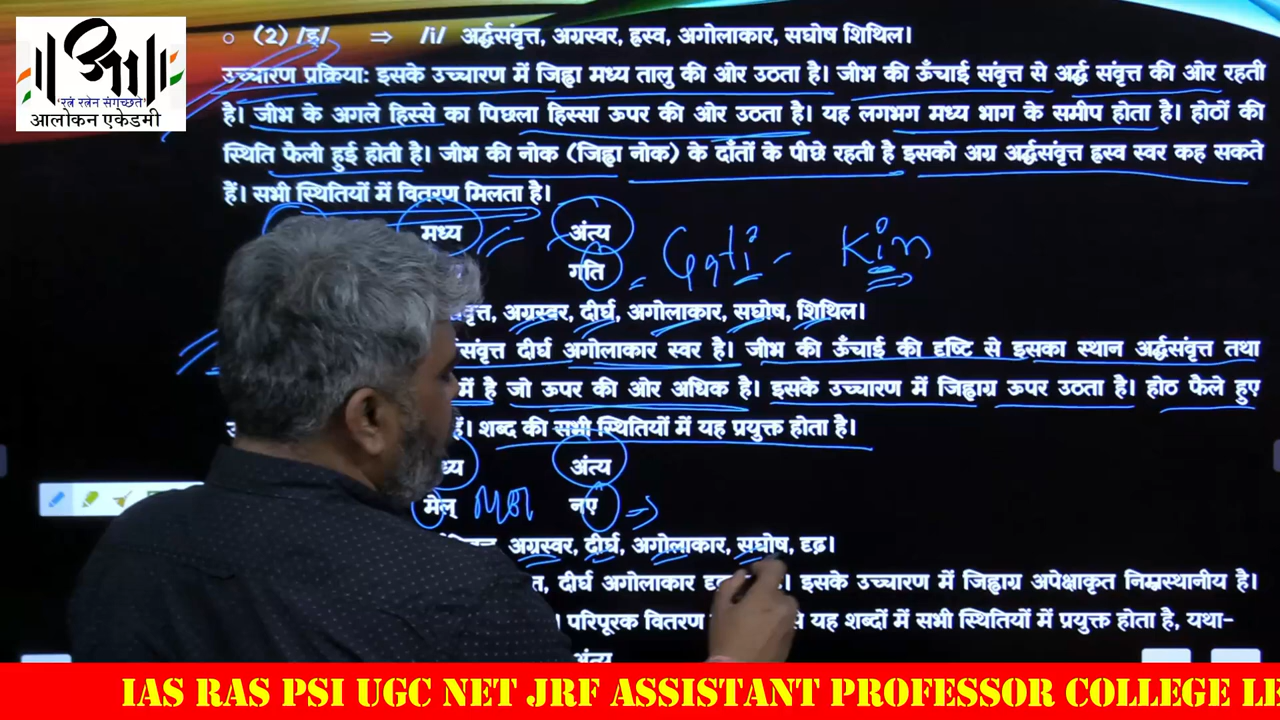 ○ (2) /इ/ ⇒ /i/ अर्द्धसंवृत्त, अग्रस्वर, ह्रस्व, अगोलाकार, सघोष शिथिल।
उच्चारण प्रक्रियाः इसके उच्चारण में जिह्वा मध्य तालु की ओर उठता है। जीभ की ऊँचाई संवृत्त से अर्द्ध संवृत्त की ओर रहती
है। जीभ के अगले हिस्से का पिछला हिस्सा ऊपर की ओर उठता है। यह लगभग मध्य भाग के समीप होता है। होठों की
स्थिति फैली हुई होती है। जीभ की नोक (जिह्वा नोक) के दाँतों के पीछे रहती है इसको अग्र अर्द्धसंवृत्त ह्रस्व स्वर कह सकते
हैं। सभी स्थितियों में वितरण मिलता है।
'रत्नं रत्नेन संगच्छते'
आलोकन एकेडमी
मध्य अंत्य
गति Gati - Kin
अग्रस्वर, दीर्घ, अगोलाकार, सघोष, शिथिल।
दीर्घ अगोलाकार स्वर है। जीभ की ऊँचाई की दृष्टि से इसका स्थान अर्द्धसंवृत्त तथा
में है जो ऊपर की ओर अधिक है। इसके उच्चारण में जिह्वाग्र ऊपर उठता है। होठ फैले हुए
हैं। शब्द की सभी स्थितियों में यह प्रयुक्त होता है।
अंत्य
मेल् नए ⇒
अग्रस्वर, दीर्घ, अगोलाकार, सघोष, दृढ़।
दीर्घ अगोलाकार इसके उच्चारण में जिह्वाग्र अपेक्षाकृत निम्नस्थानीय है।
परिपूरक वितरण यह शब्दों में सभी स्थितियों में प्रयुक्त होता है, यथा-
अंत्य
IAS RAS PSI UGC NET JRF ASSISTANT PROFESSOR COLLEGE LE